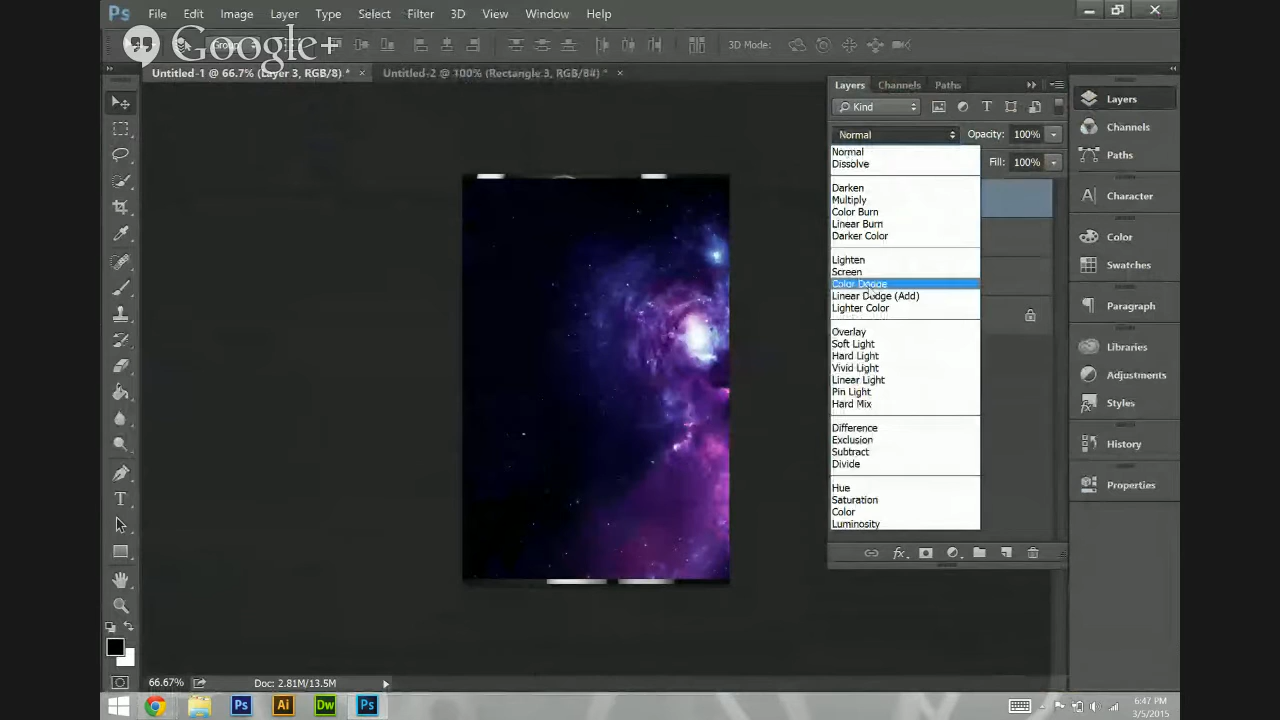 Ps File Edit Image Layer Type Select Filter 3D View Window Help
Google+
3D Mode:
Untitled-1 @ 66.7% (Layer 3, RGB/8) * × Untitled-2 @ 100% (Rectangle 3, RGB/8#) * ×
Layers Channels Paths
Kind
Normal Opacity: 100%
Fill: 100%
Normal
Dissolve
Darken
Multiply
Color Burn
Linear Burn
Darker Color
Lighten
Screen
Color Dodge
Linear Dodge (Add)
Lighter Color
Overlay
Soft Light
Hard Light
Vivid Light
Linear Light
Pin Light
Hard Mix
Difference
Exclusion
Subtract
Divide
Hue
Saturation
Color
Luminosity
Layers
Channels
Paths
Character
Color
Swatches
Paragraph
Libraries
Adjustments
Styles
History
Properties
66.67% Doc: 2.81M/13.5M
Ps Ai Dw Ps
6:47 PM
3/5/2015